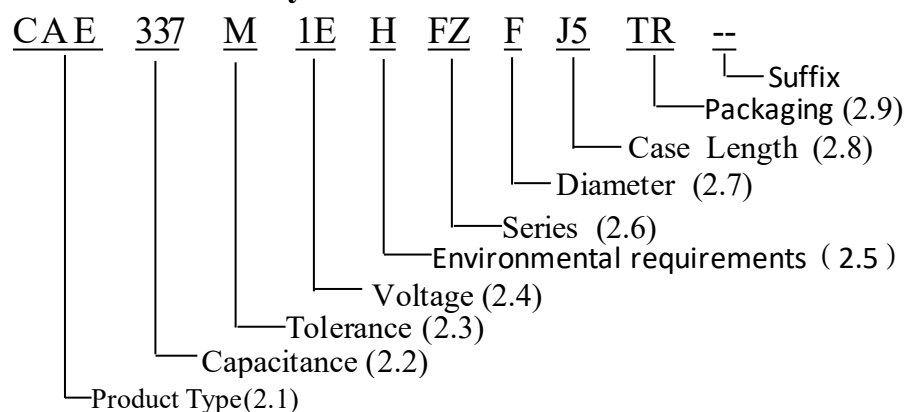 CAE 337 M 1E H FZ F J5 TR --
Suffix
Packaging (2.9)
Case Length (2.8)
Diameter (2.7)
Series (2.6)
Environmental requirements（2.5）
Voltage (2.4)
Tolerance (2.3)
Capacitance (2.2)
Product Type(2.1)